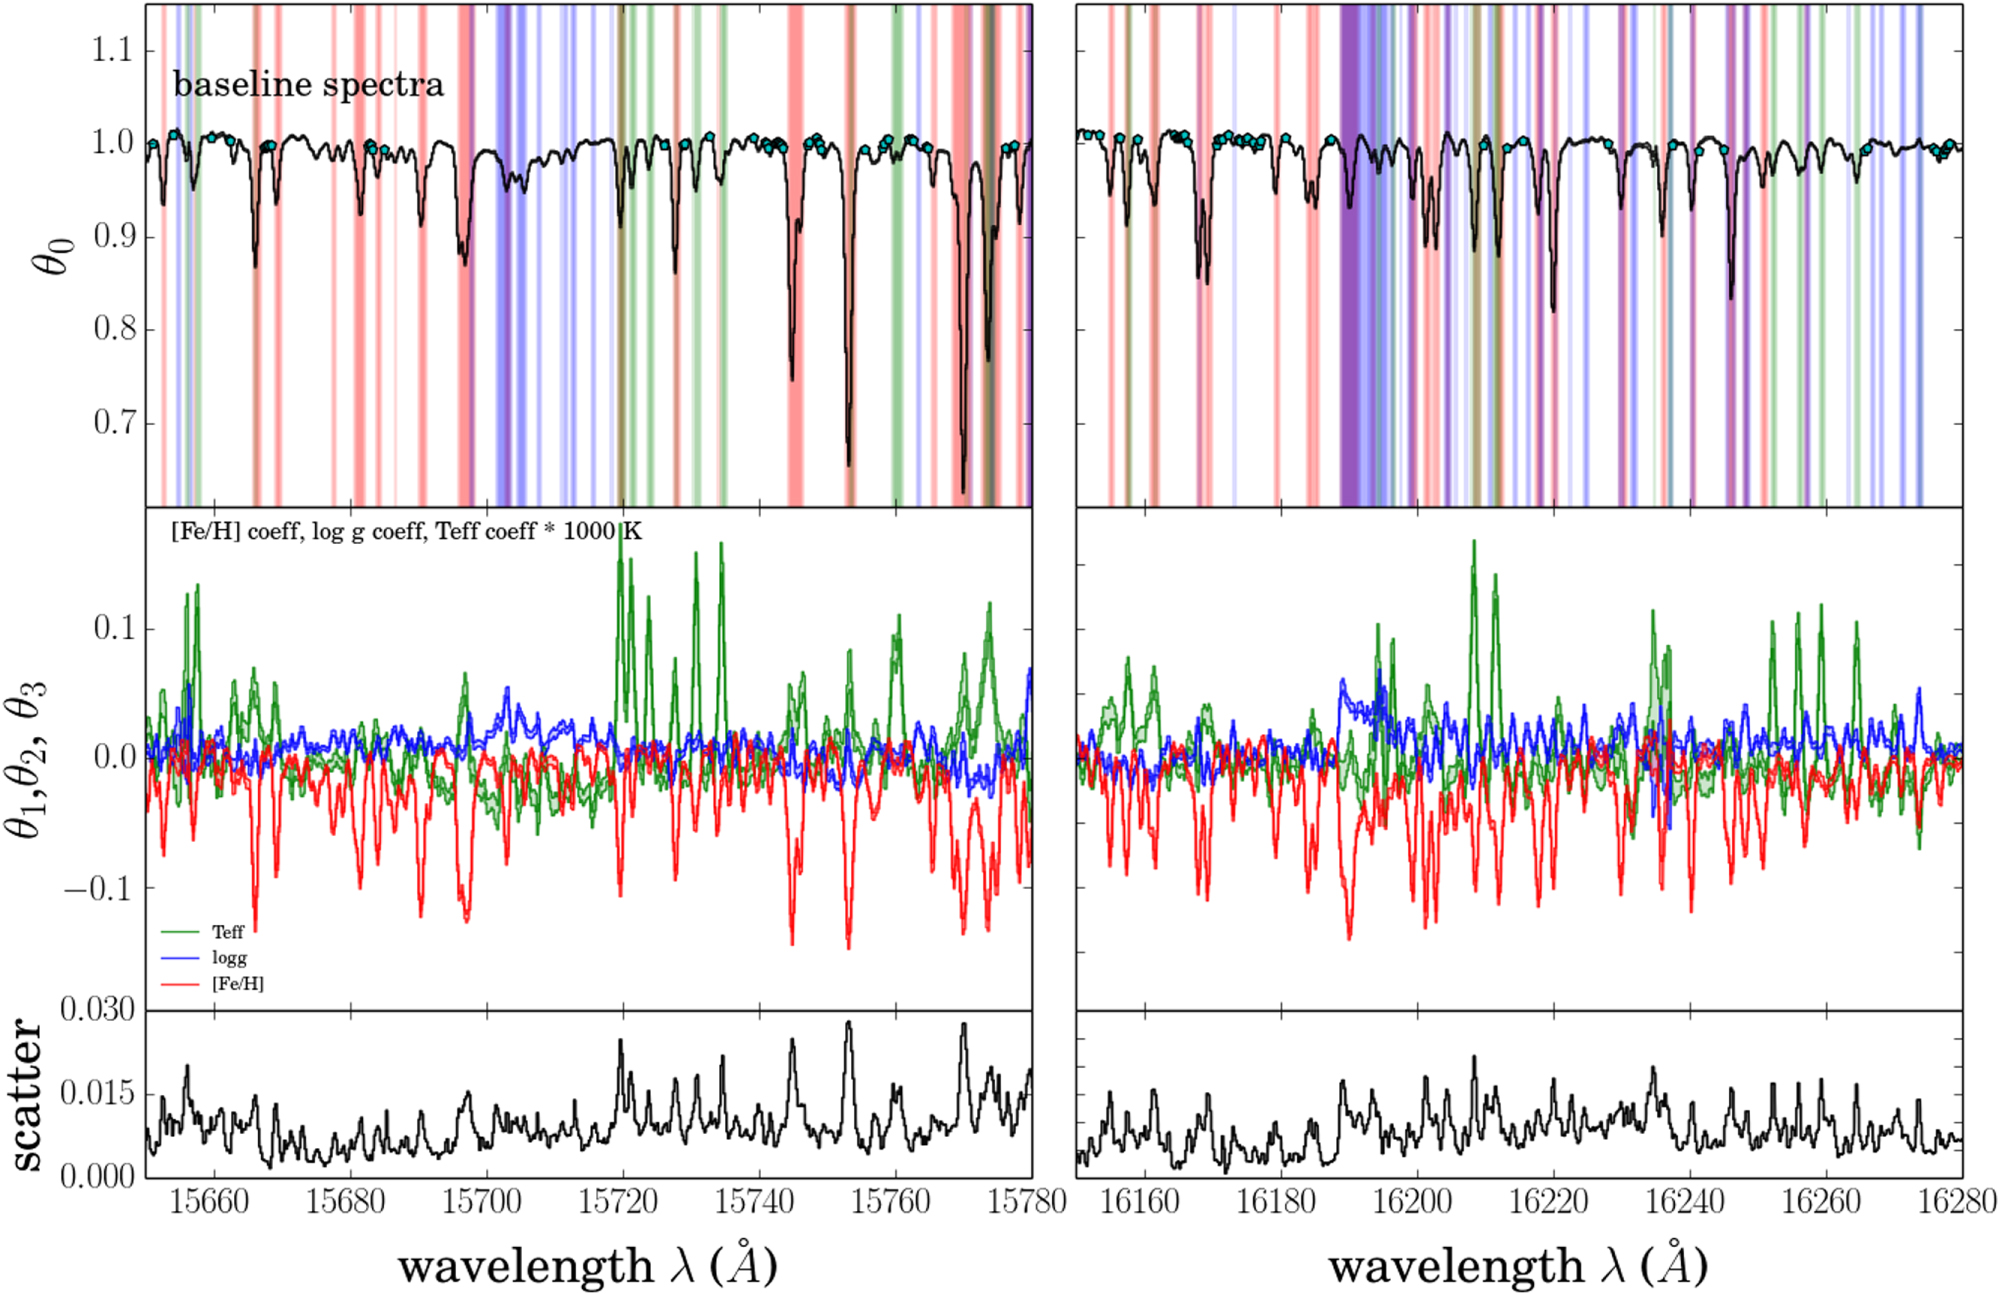 1.1
baseline spectra
1.0
0.9
θ0
0.8
0.7
[Fe/H] coeff, log g coeff, Teff coeff * 1000 K
0.1
0.0
θ1,θ2, θ3
−0.1
Teff
logg
[Fe/H]
0.030
scatter
0.015
0.000
15660 15680 15700 15720 15740 15760 15780
16160 16180 16200 16220 16240 16260 16280
wavelength λ (Å)
wavelength λ (Å)